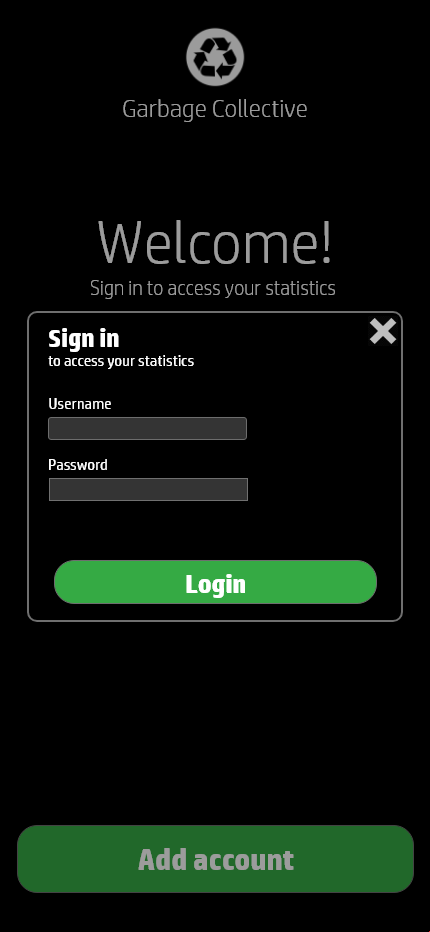 Garbage Collective
Welcome!
Sign in to access your statistics
Sign in
to access your statistics
Username
Password
Login
Add account